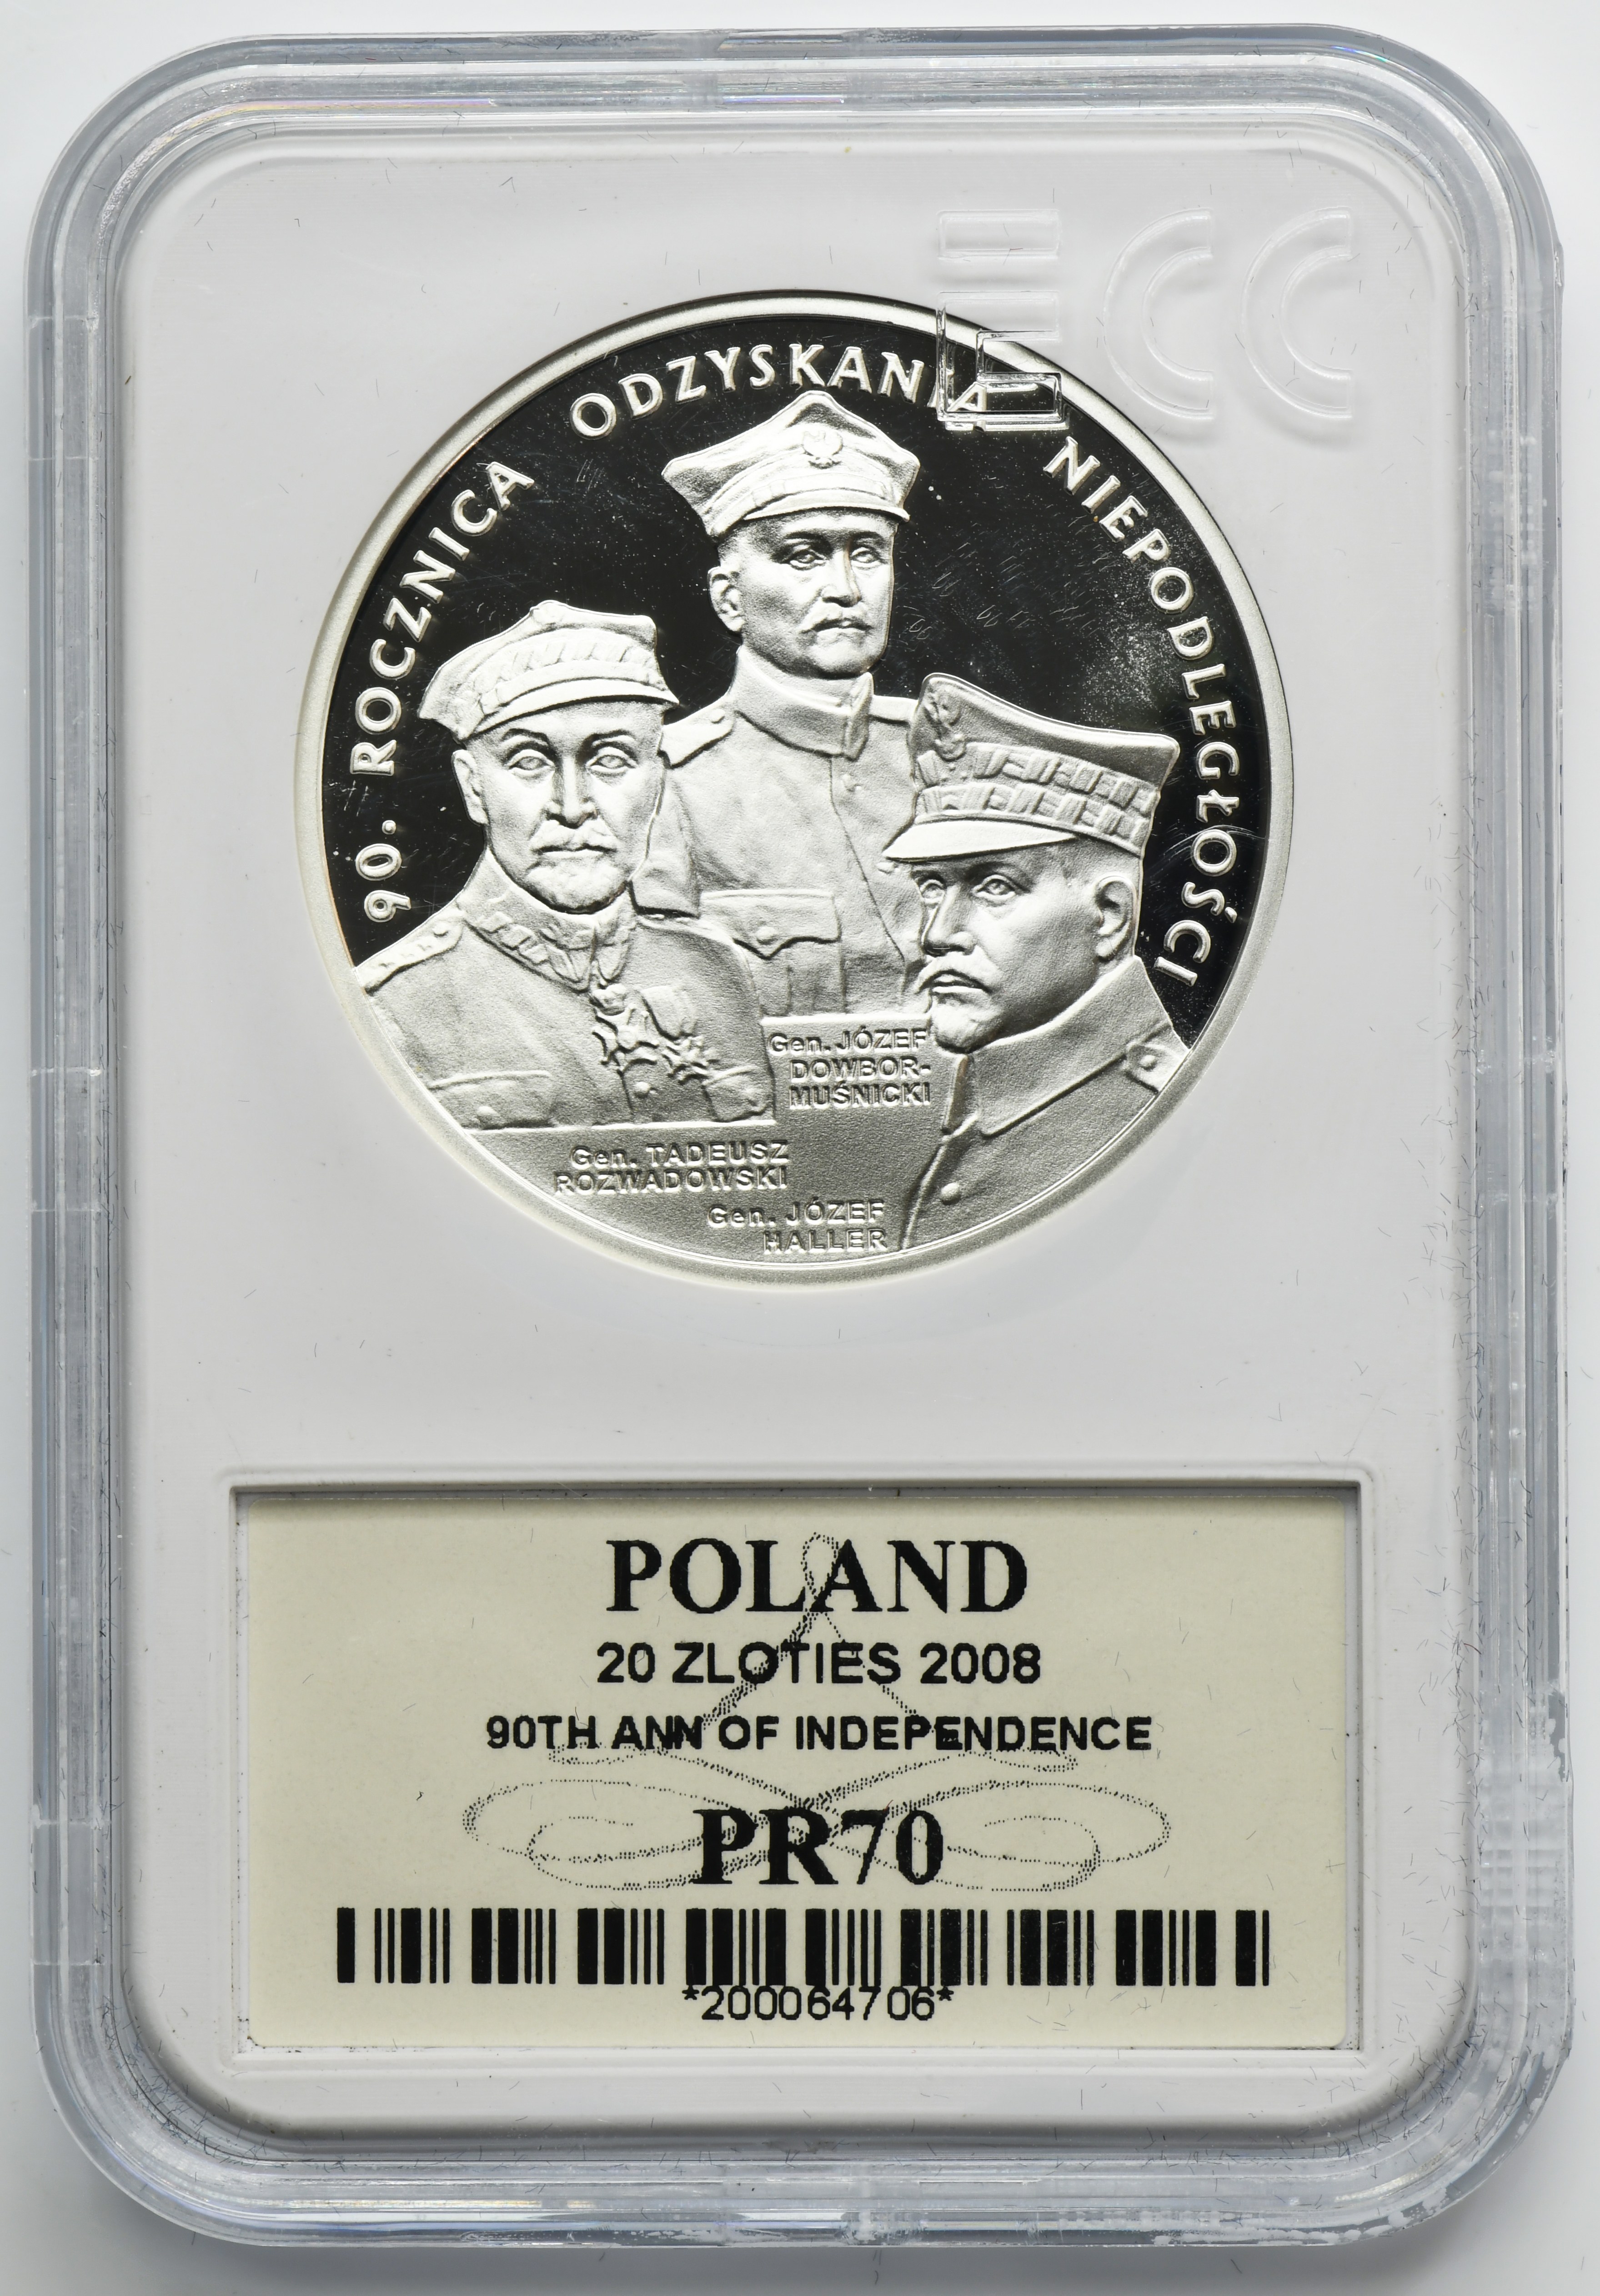 ECC
90. ROCZNICA ODZYSKANIA NIEPODLEGŁOŚCI
Gen. JÓZEF
DOWBOR-
MUŚNICKI
Gen. TADEUSZ
ROZWADOWSKI
Gen. JÓZEF
HALLER
POLAND
20 ZLOTIES 2008
90TH ANN OF INDEPENDENCE
PR70
*200064706*